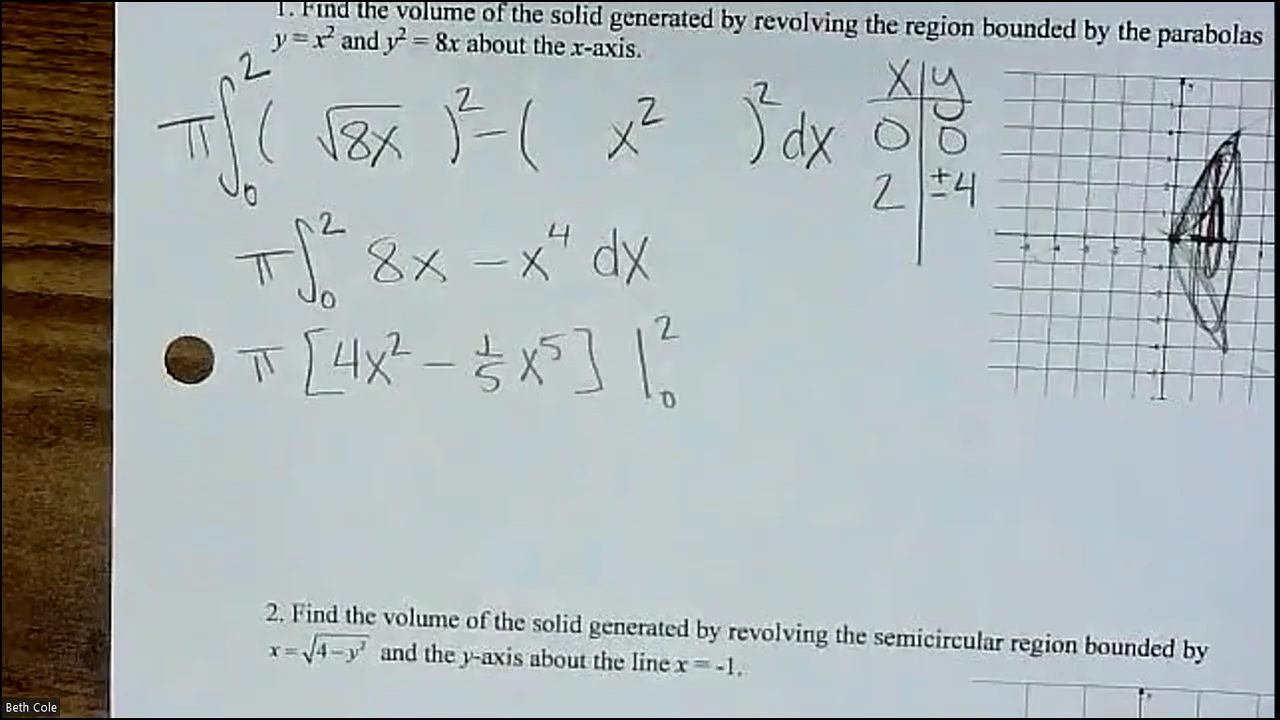 1. Find the volume of the solid generated by revolving the region bounded by the parabolas
y = x² and y² = 8x about the x-axis.
π∫₀² ( √8x )² - ( x² )² dx
x | y
0 | 0
2 | ±4
π∫₀² 8x - x⁴ dx
π [4x² - 1/5 x⁵] |₀²
2. Find the volume of the solid generated by revolving the semicircular region bounded by
x = √4 - y² and the y-axis about the line x = -1.
Beth Cole